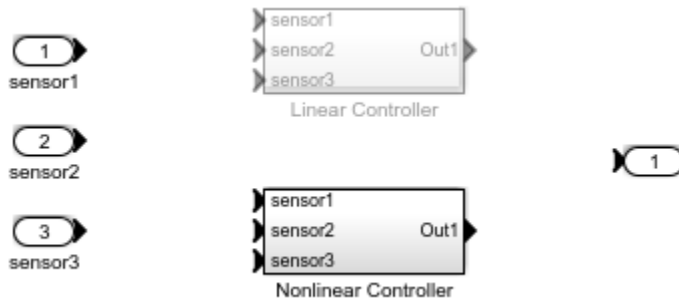 1
sensor1
2
sensor2
3
sensor3
sensor1
sensor2
Out1
sensor3
Linear Controller
sensor1
sensor2
Out1
sensor3
Nonlinear Controller
1